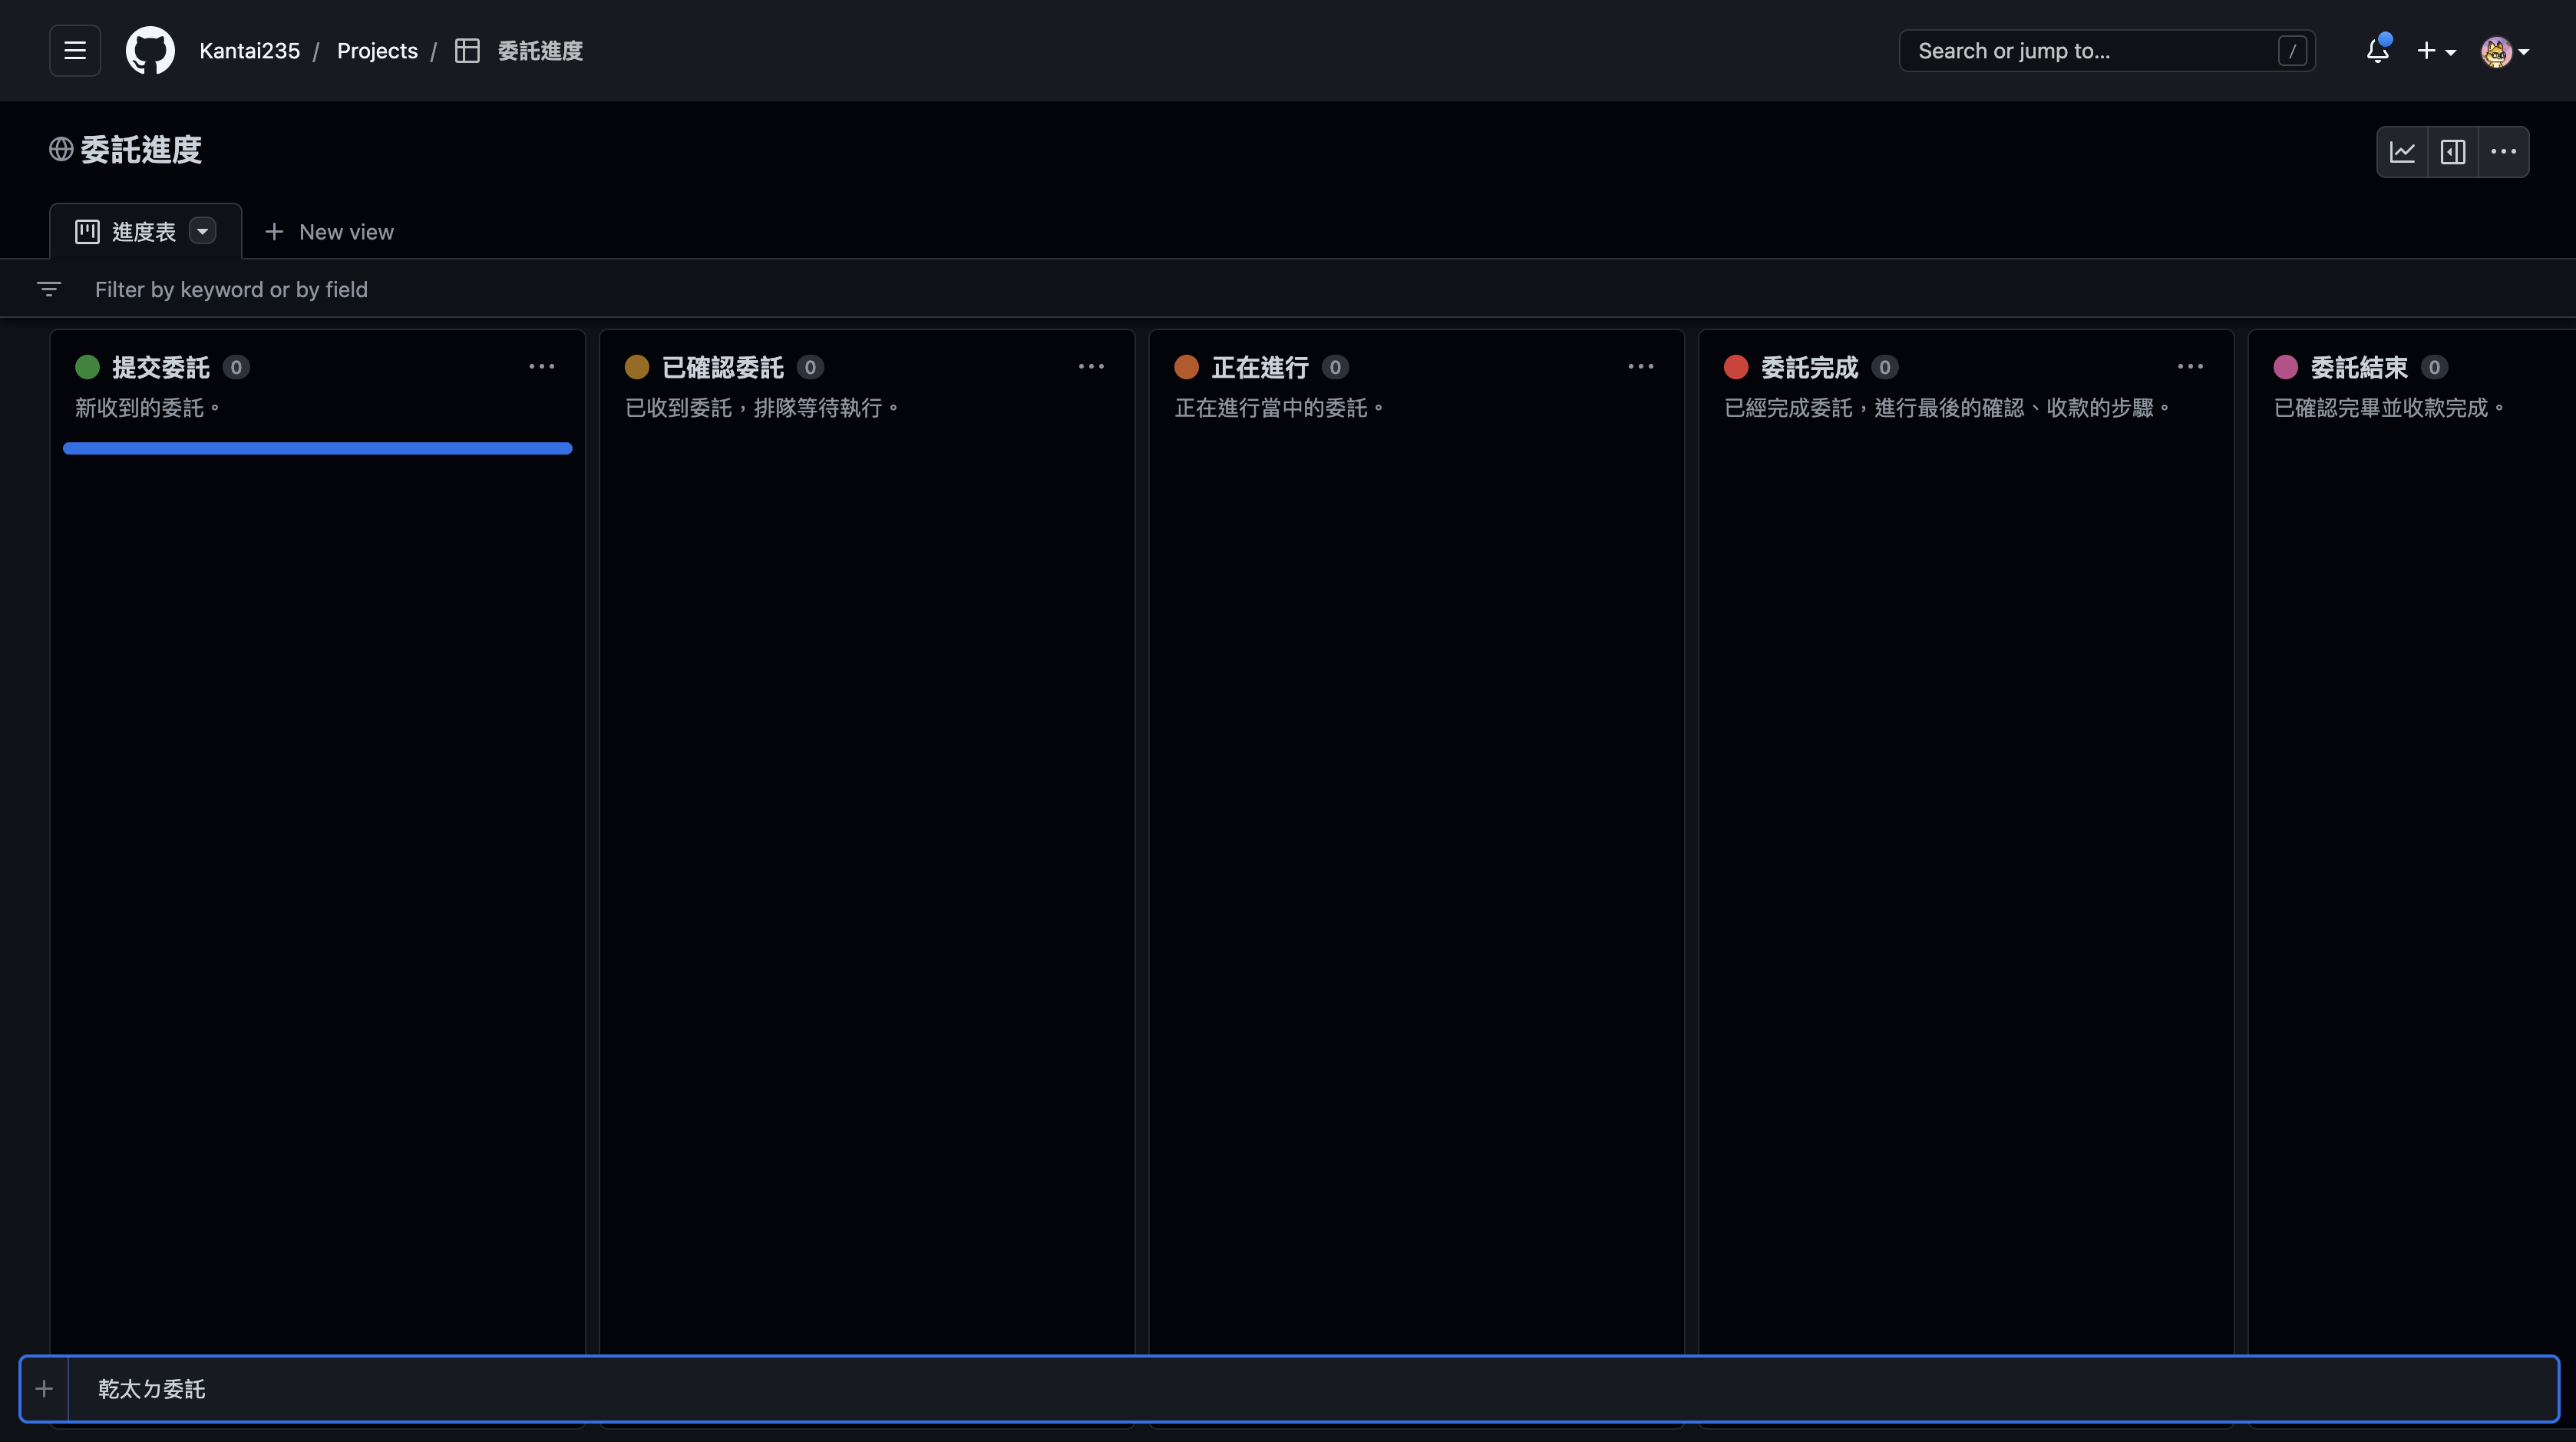 Kantai235 / Projects / 委託進度
Search or jump to... /
委託進度
進度表
New view
Filter by keyword or by field
提交委託 0
新收到的委託。
已確認委託 0
已收到委託，排隊等待執行。
正在進行 0
正在進行當中的委託。
委託完成 0
已經完成委託，進行最後的確認、收款的步驟。
委託結束 0
已確認完畢並收款完成。
乾太ㄉ委託